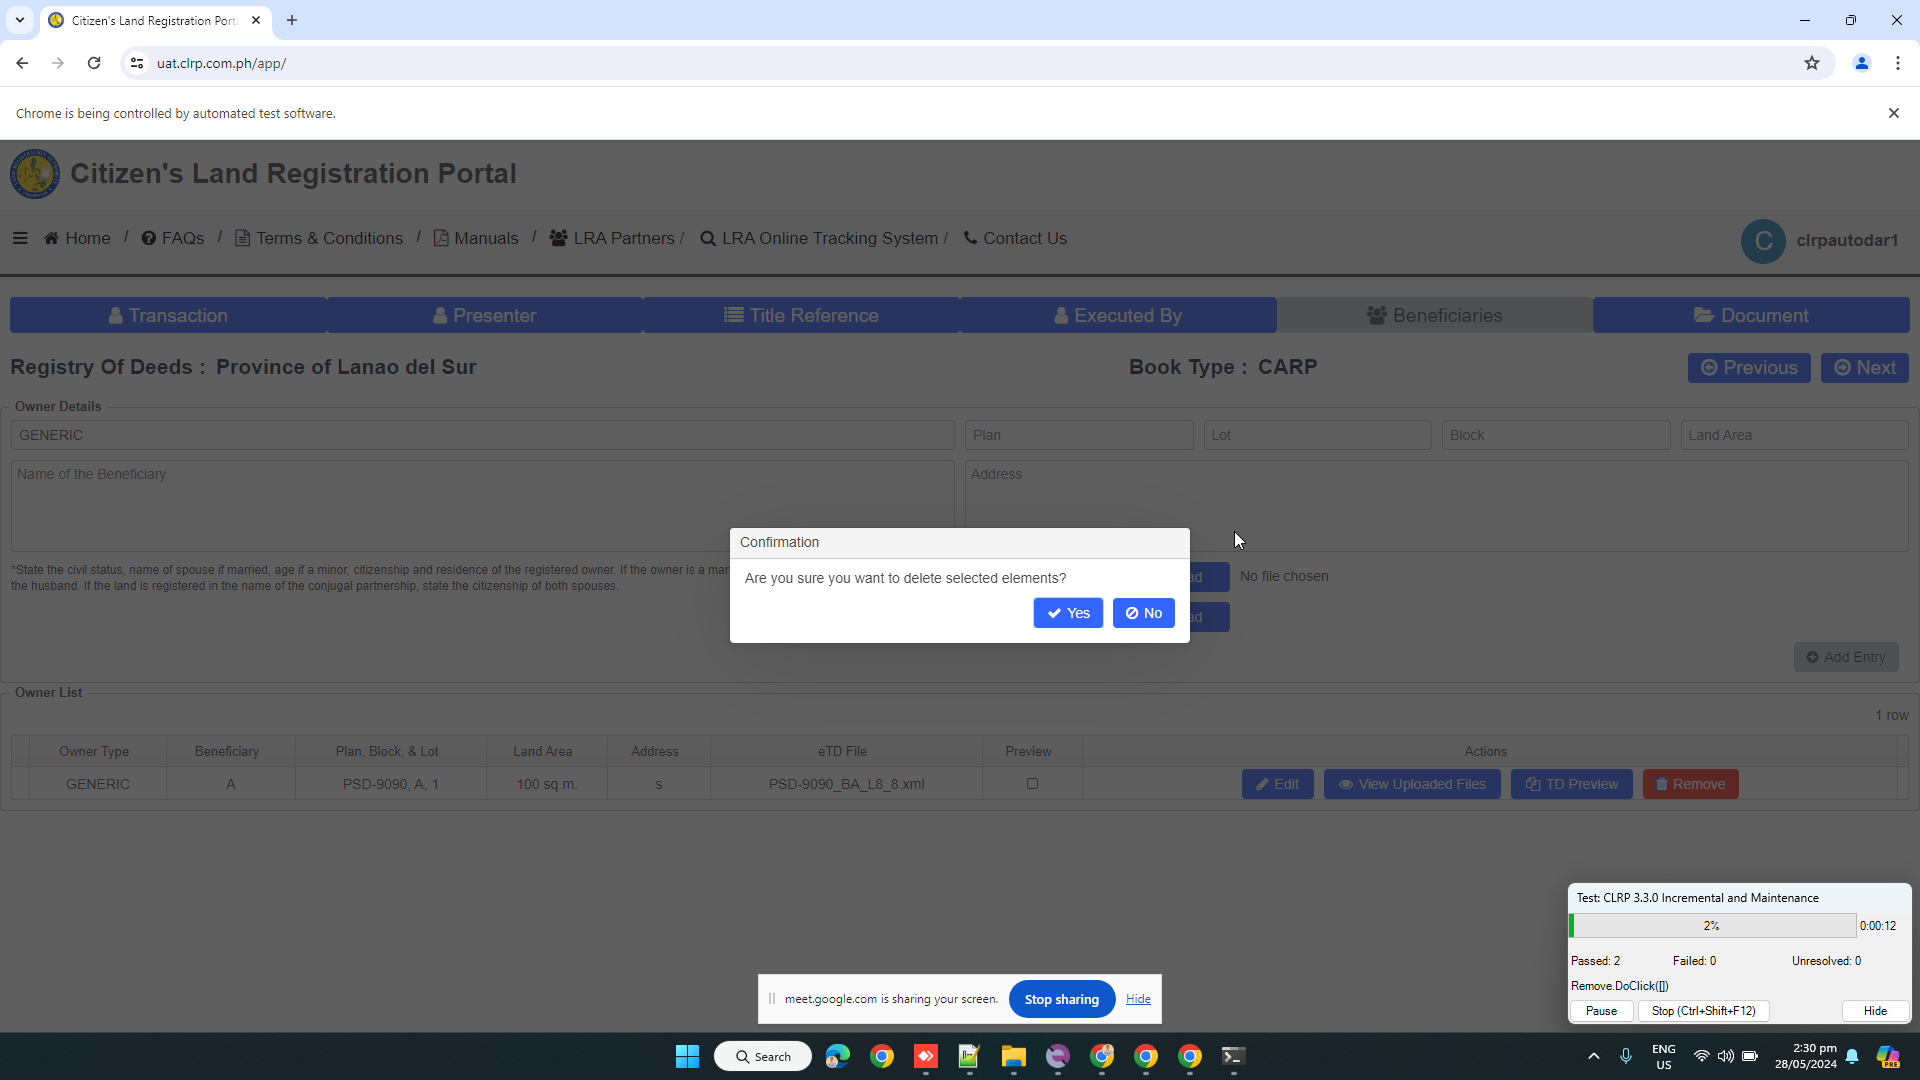 Citizen's Land Registration Porta
uat.clrp.com.ph/app/
Chrome is being controlled by automated test software.
Citizen's Land Registration Portal
Home / FAQs / Terms & Conditions / Manuals / LRA Partners / LRA Online Tracking System / Contact Us
C clrpautodar1
Transaction Presenter Title Reference Executed By Beneficiaries Document
Registry Of Deeds : Province of Lanao del Sur Book Type : CARP Previous Next
Owner Details
GENERIC Plan Lot Block Land Area
Name of the Beneficiary Address
Confirmation
*State the civil status, name of spouse if married, age if a minor, citizenship and residence of the registered owner. If the owner is a mar
the husband. If the land is registered in the name of the conjugal partnership, state the citizenship of both spouses.
Are you sure you want to delete selected elements?
ad No file chosen
Yes No
ad
Add Entry
Owner List
1 row
Owner Type Beneficiary Plan, Block, & Lot Land Area Address eTD File Preview Actions
GENERIC A PSD-9090, A, 1 100 sq.m. s PSD-9090_BA_L8_8.xml Edit View Uploaded Files TD Preview Remove
Test: CLRP 3.3.0 Incremental and Maintenance
2% 0:00:12
Passed: 2 Failed: 0 Unresolved: 0
Remove.DoClick([])
Pause Stop (Ctrl+Shift+F12) Hide
meet.google.com is sharing your screen. Stop sharing Hide
Search
ENG
US
2:30 pm
28/05/2024
PRE